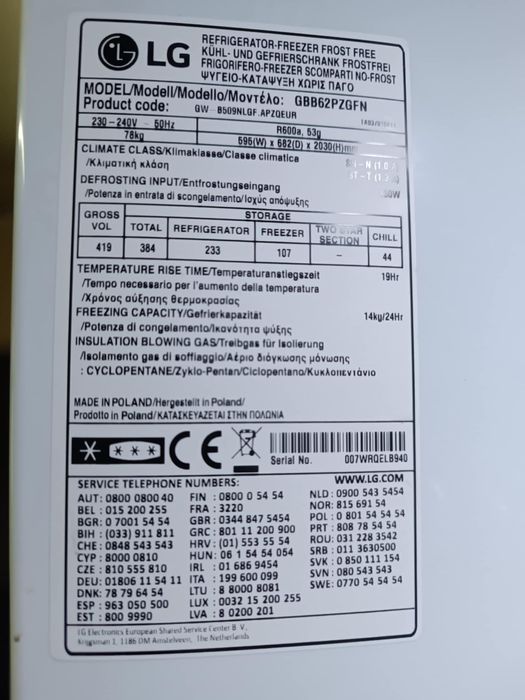 LG
REFRIGERATOR-FREEZER FROST FREE
KÜHL- UND GEFRIERSCHRANK FROSTFREI
FRIGORIFERO-FREEZER SCOMPARTI NO-FROST
ΨΥΓΕΙΟ-ΚΑΤΑΨΥΞΗ ΧΩΡΙΣ ΠΑΓΟ
MODEL/Modell/Modello/Μοντέλο: GBB62PZGFN
Product code: GW-B509NLGF.APZQEUR
230-240V~ 50Hz R600a, 53g
78kg 595(W) x 682(D) x 2030(H)mm
CLIMATE CLASS/Klimaklasse/Classe climatica
/Κλιματική κλάση
DEFROSTING INPUT/Entfrostungseingang
/Potenza in entrata di scongelamento/Ισχύς απόψυξης
GROSS VOL STORAGE
TOTAL REFRIGERATOR FREEZER TWO STAR SECTION CHILL
419 384 233 107 - 44
TEMPERATURE RISE TIME/Temperaturanstiegszeit 19Hr
/Tempo necessario per l'aumento della temperatura
/Χρόνος αύξησης θερμοκρασίας
FREEZING CAPACITY/Gefrierkapazität 14kg/24Hr
/Potenza di congelamento/Ικανότητα ψύξης
INSULATION BLOWING GAS/Treibgas für Isolierung
/Isolamento gas di soffiaggio/Αέριο διόγκωσης μόνωσης
: CYCLOPENTANE/Zyklo-Pentan/Ciclopentano/Κυκλοπεντάνιο
MADE IN POLAND/Hergestellt in Poland/
Prodotto in Poland/ΚΑΤΑΣΚΕΥΑΖΕΤΑΙ ΣΤΗΝ ΠΟΛΩΝΙΑ
CE
Serial No. 007WRQELB940
SERVICE TELEPHONE NUMBERS: WWW.LG.COM
AUT: 0800 0800 40 FIN : 0800 0 54 54 NLD: 0900 543 5454
BEL : 015 200 255 FRA : 3220 NOR: 815 691 54
BGR: 0 7001 54 54 GBR: 0344 847 5454 POL : 0 801 54 54 54
BIH : (033) 911 811 GRC: 801 11 200 900 PRT : 808 78 54 54
CHE : 0848 543 543 HRV: (01) 553 55 54 ROU: 031 228 3542
CYP : 8000 0810 HUN: 06 1 54 54 054 SRB : 011 3630500
CZE : 810 555 810 IRL : 01 686 9454 SVK : 0 850 111 154
DEU: 01806 11 54 11 ITA : 199 600 099 SVN : 080 543 543
DNK: 78 79 64 54 LTU : 8 8000 8081 SWE: 0770 54 54 54
ESP : 963 050 500 LUX : 0032 15 200 255
EST : 800 9990 LVA : 8 0200 201
LG Electronics European Shared Service Center B.V.
Krijgsman 1, 1186 DM Amstelveen, The Netherlands